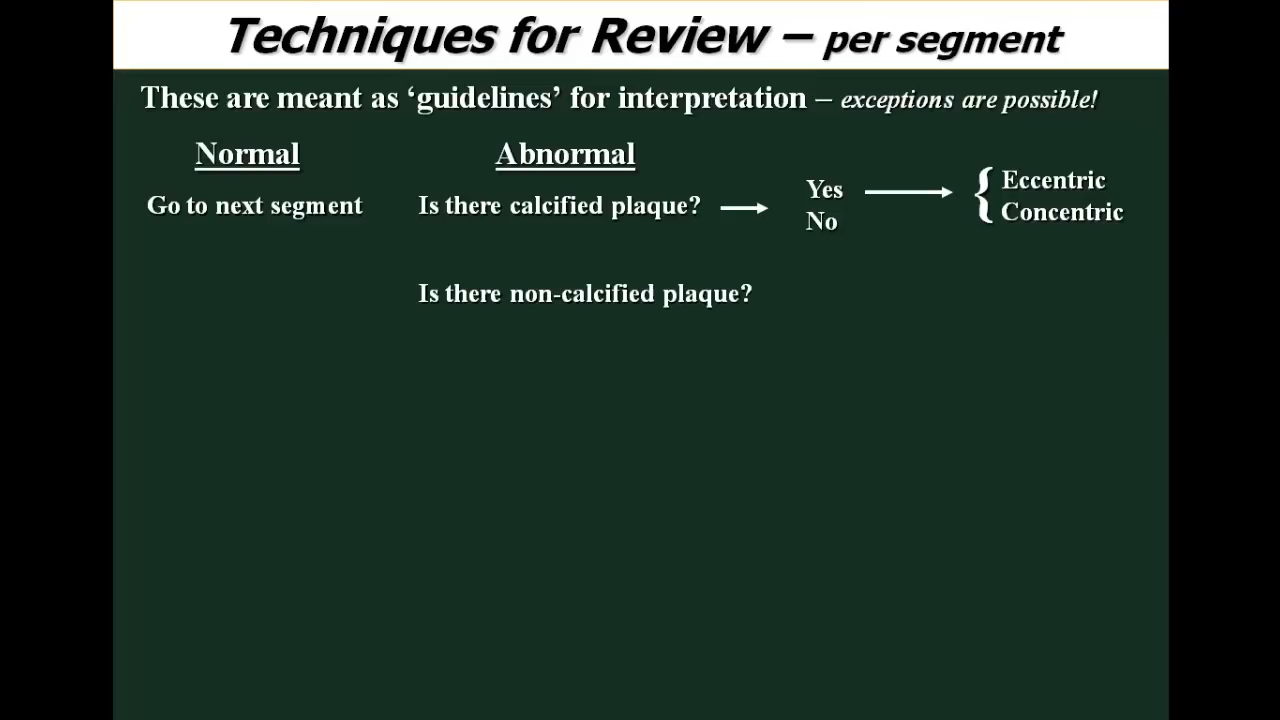 Techniques for Review – per segment
These are meant as ‘guidelines’ for interpretation – exceptions are possible!
Normal
Abnormal
Go to next segment
Is there calcified plaque?
Yes
No
{ Eccentric
Concentric
Is there non-calcified plaque?